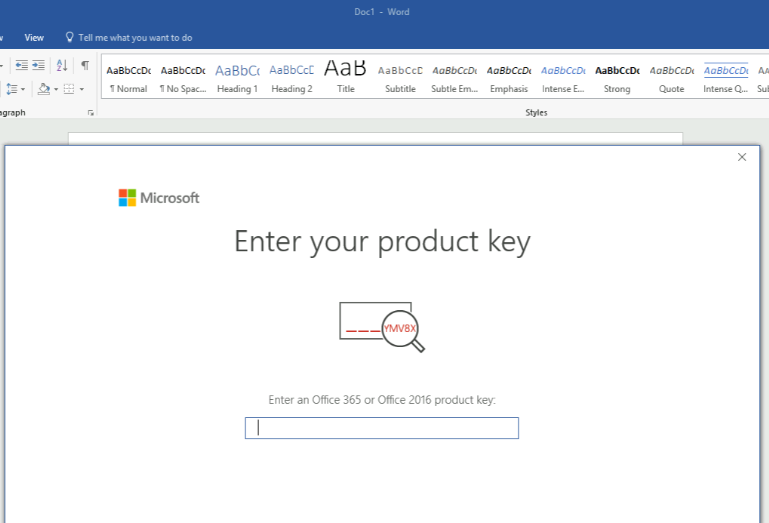 Doc1 - Word
View Tell me what you want to do
AaBbCcDc AaBbCcDc AaBbCc AaBbCcD AaB AaBbCcD AaBbCcDc AaBbCcDc AaBbCcDc AaBbCcDc AaBbCcDc AaBbCcDc
¶ Normal ¶ No Spac... Heading 1 Heading 2 Title Subtitle Subtle Em... Emphasis Intense E... Strong Quote Intense Q...
Styles
Microsoft
Enter your product key
YMV8X
Enter an Office 365 or Office 2016 product key: